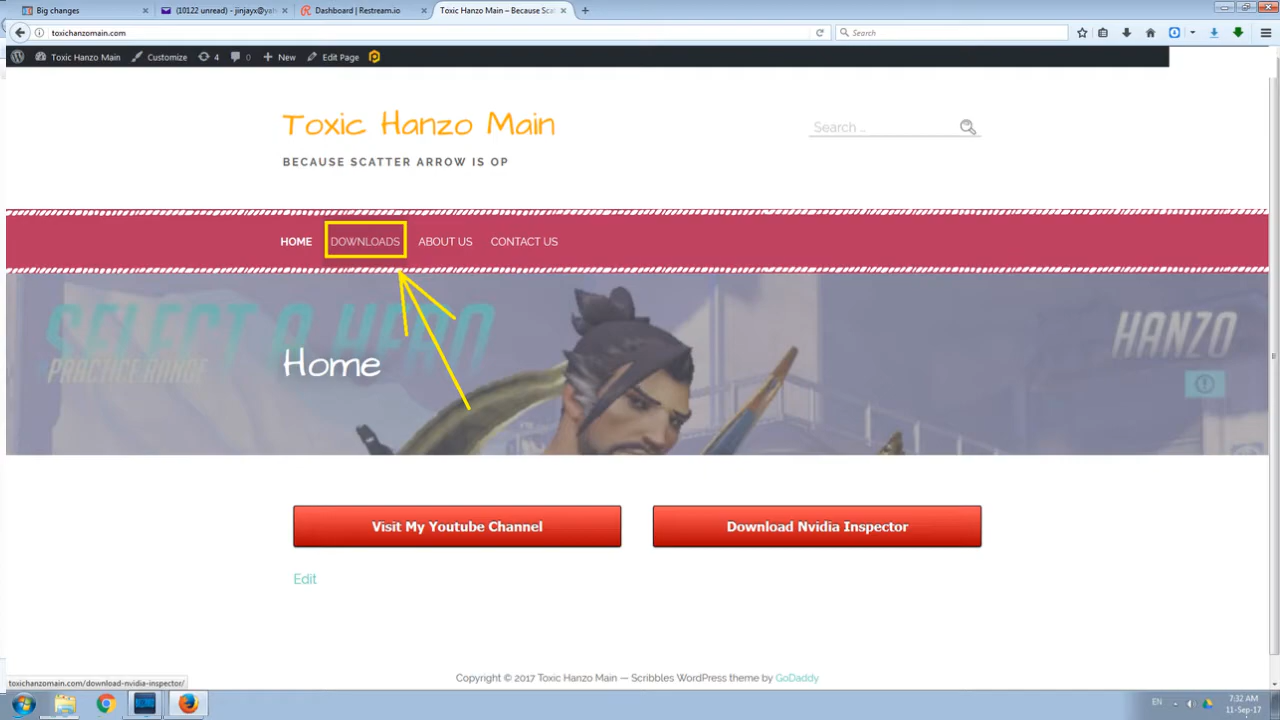 Big changes
(10122 unread) - jinjayx@ya
Dashboard | Restream.io
Toxic Hanzo Main – Because Sca
toxichanzomain.com
Search
Toxic Hanzo Main
Customize
4
0
New
Edit Page
Toxic Hanzo Main
Search …
BECAUSE SCATTER ARROW IS OP
HOME
DOWNLOADS
ABOUT US
CONTACT US
SELECT A HERO
PRACTICE RANGE
HANZO
Home
Visit My Youtube Channel
Download Nvidia Inspector
Edit
Copyright © 2017 Toxic Hanzo Main — Scribbles WordPress theme by GoDaddy
toxichanzomain.com/download-nvidia-inspector/
EN
7:32 AM
11-Sep-17